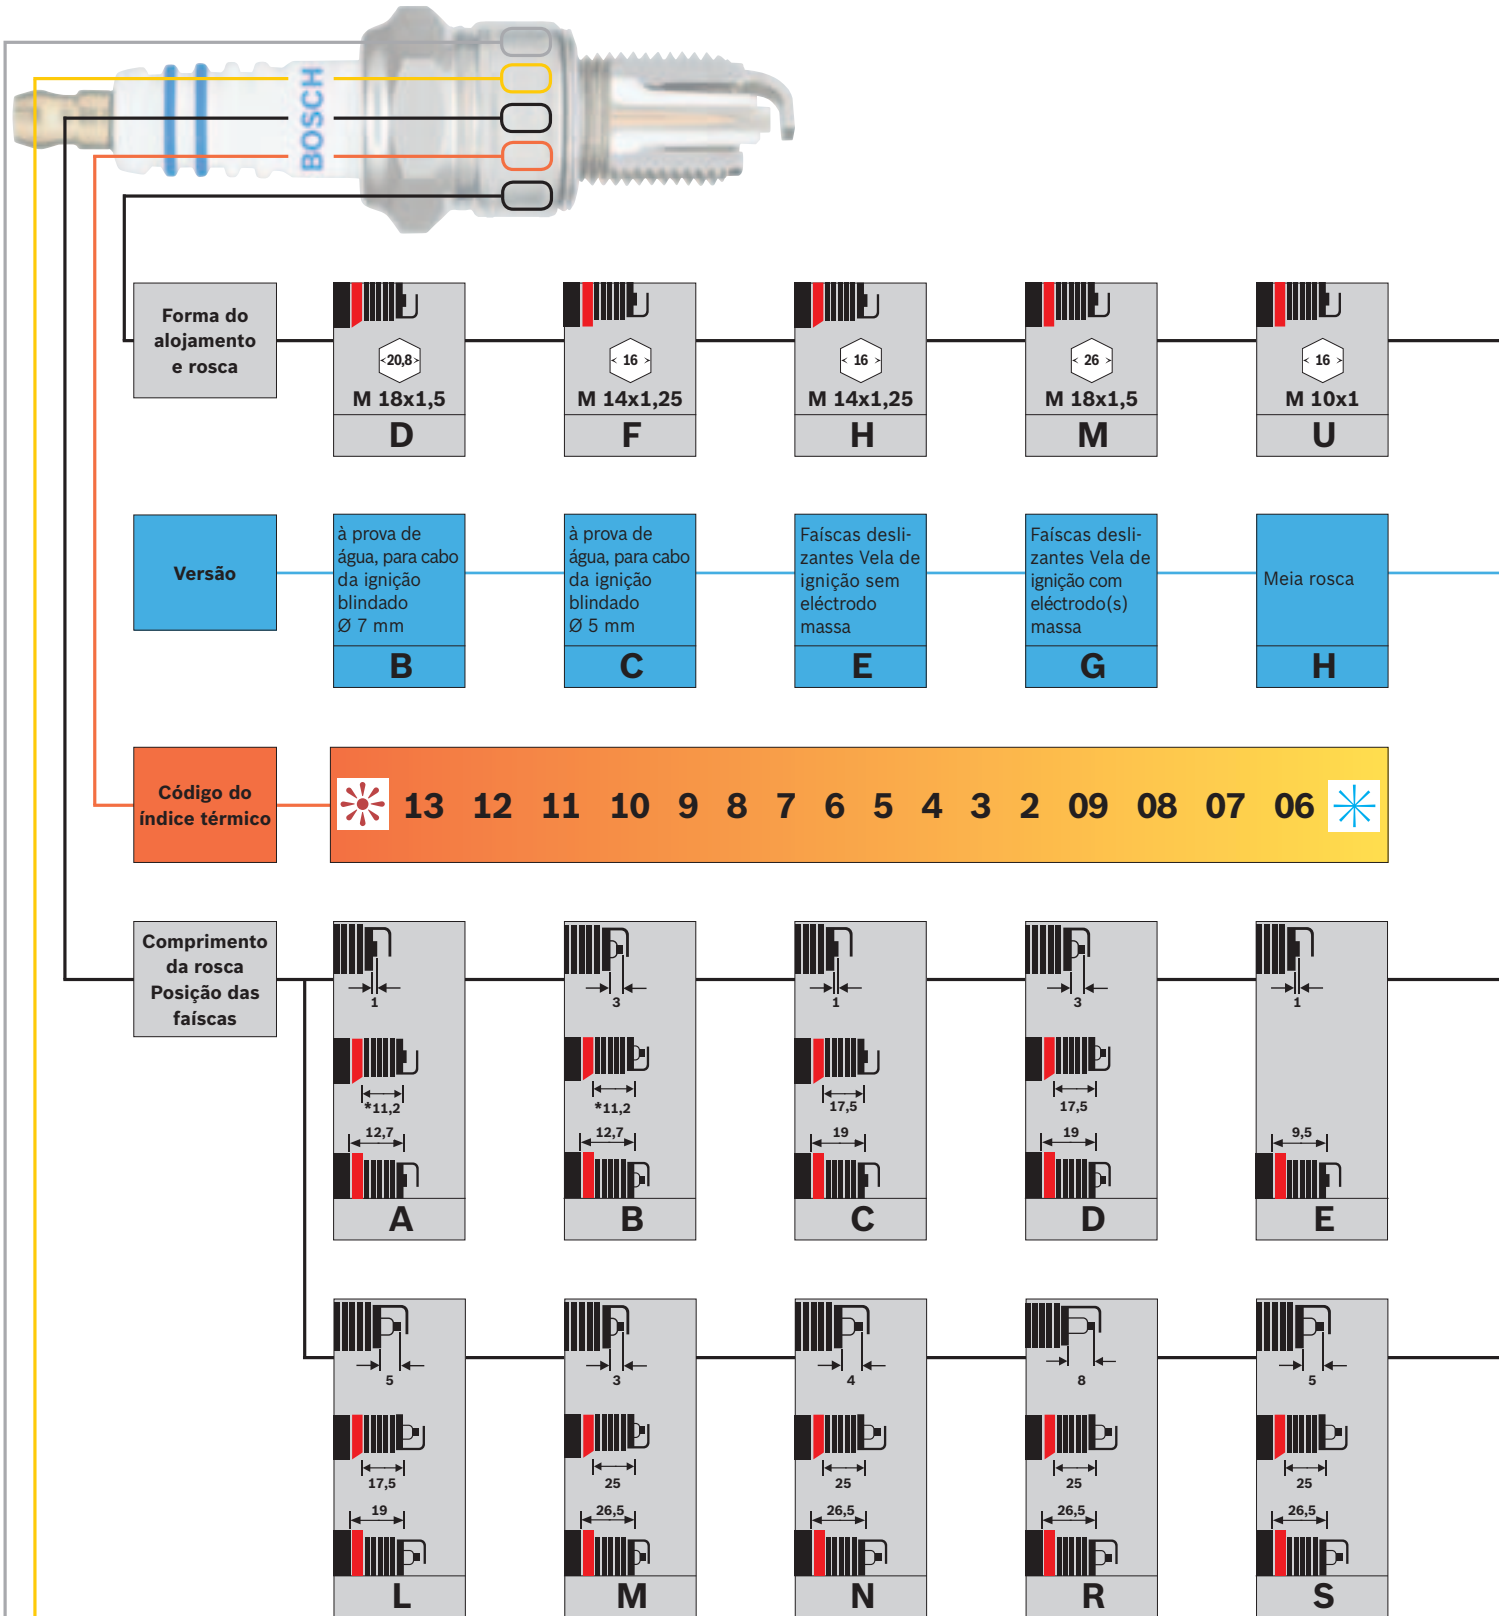 BOSCH
Forma do
alojamento
e rosca
20,8
M 18x1,5
D
16
M 14x1,25
F
16
M 14x1,25
H
26
M 18x1,5
M
16
M 10x1
U
Versão
à prova de
água, para cabo
da ignição
blindado
Ø 7 mm
B
à prova de
água, para cabo
da ignição
blindado
Ø 5 mm
C
Faíscas desli-
zantes Vela de
ignição sem
eléctrodo
massa
E
Faíscas desli-
zantes Vela de
ignição com
eléctrodo(s)
massa
G
Meia rosca
H
Código do
índice térmico
13 12 11 10 9 8 7 6 5 4 3 2 09 08 07 06
Comprimento
da rosca
Posição das
faíscas
1
*11,2
12,7
A
3
*11,2
12,7
B
1
17,5
19
C
3
17,5
19
D
1
9,5
E
5
17,5
19
L
3
25
26,5
M
4
25
26,5
N
8
25
26,5
R
5
25
26,5
S